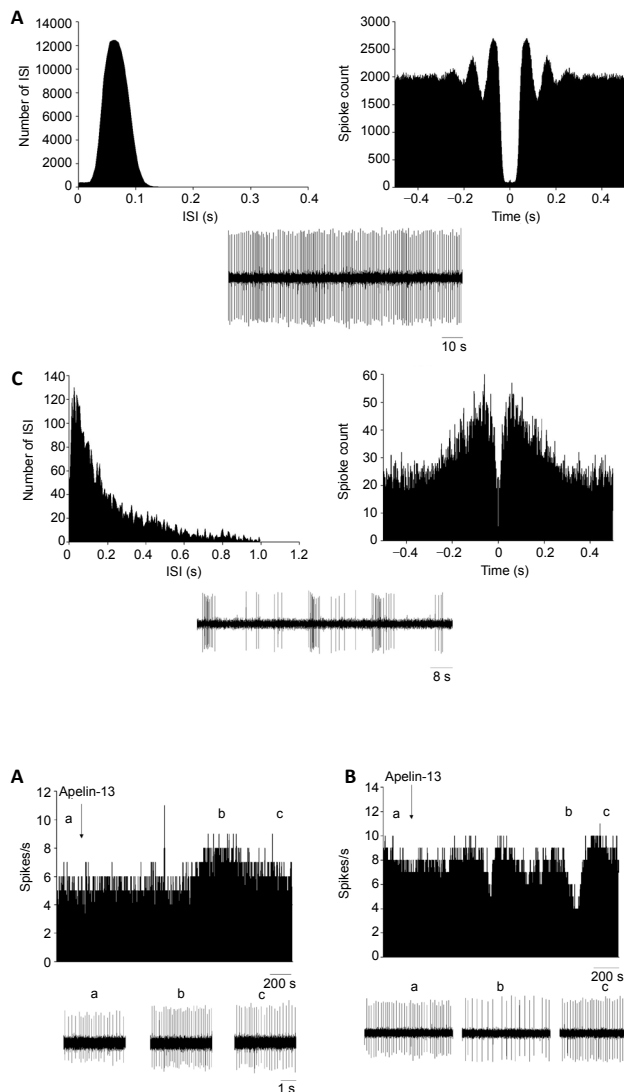 A
14000
12000
10000
8000
6000
4000
2000
0
Number of ISI
0 0.1 0.2 0.3 0.4
ISI (s)
3000
2500
2000
1500
1000
500
0
Spioke count
−0.4 −0.2 0 0.2 0.4
Time (s)
10 s
C
140
120
100
80
60
40
20
0
Number of ISI
0 0.2 0.4 0.6 0.8 1.0 1.2
ISI (s)
60
50
40
30
20
10
0
Spioke count
−0.4 −0.2 0 0.2 0.4
Time (s)
8 s
A
Apelin-13
a b c
12
10
8
6
4
2
0
Spikes/s
200 s
a b c
1 s
B
Apelin-13
a b c
14
12
10
8
6
4
2
0
Spikes/s
200 s
a b c